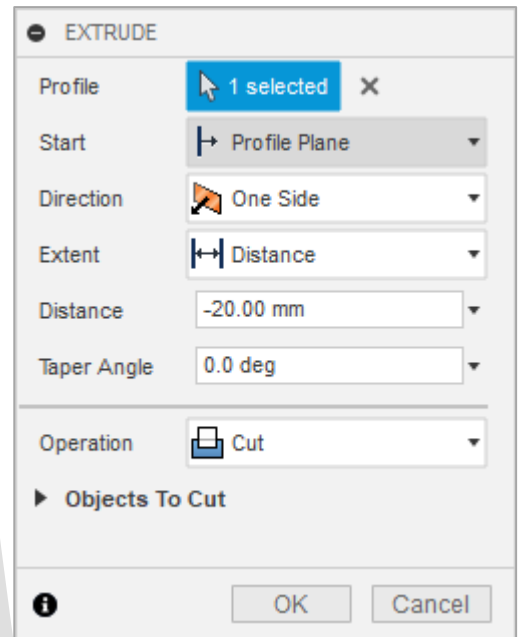 EXTRUDE
Profile 1 selected
Start Profile Plane
Direction One Side
Extent Distance
Distance -20.00 mm
Taper Angle 0.0 deg
Operation Cut
Objects To Cut
OK Cancel